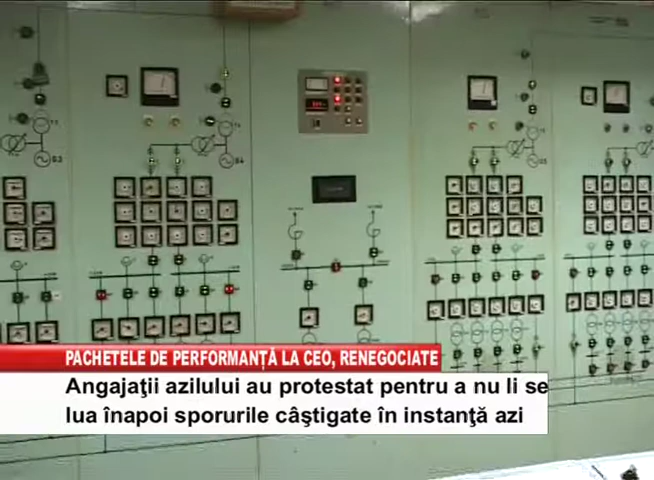 PACHETELE DE PERFORMANȚĂ LA CEO, RENEGOCIATE
Angajaţii azilului au protestat pentru a nu li se
lua înapoi sporurile câştigate în instanţă azi